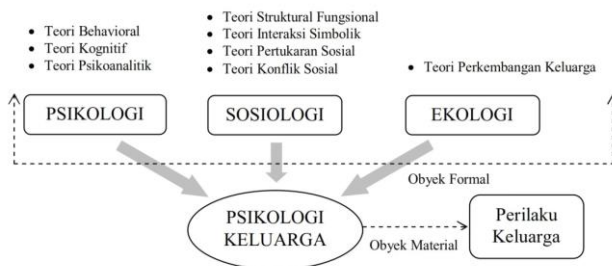 • Teori Behavioral
• Teori Kognitif
• Teori Psikoanalitik
• Teori Struktural Fungsional
• Teori Interaksi Simbolik
• Teori Pertukaran Sosial
• Teori Konflik Sosial
• Teori Perkembangan Keluarga
PSIKOLOGI
SOSIOLOGI
EKOLOGI
Obyek Formal
PSIKOLOGI
KELUARGA
Obyek Material
Perilaku
Keluarga